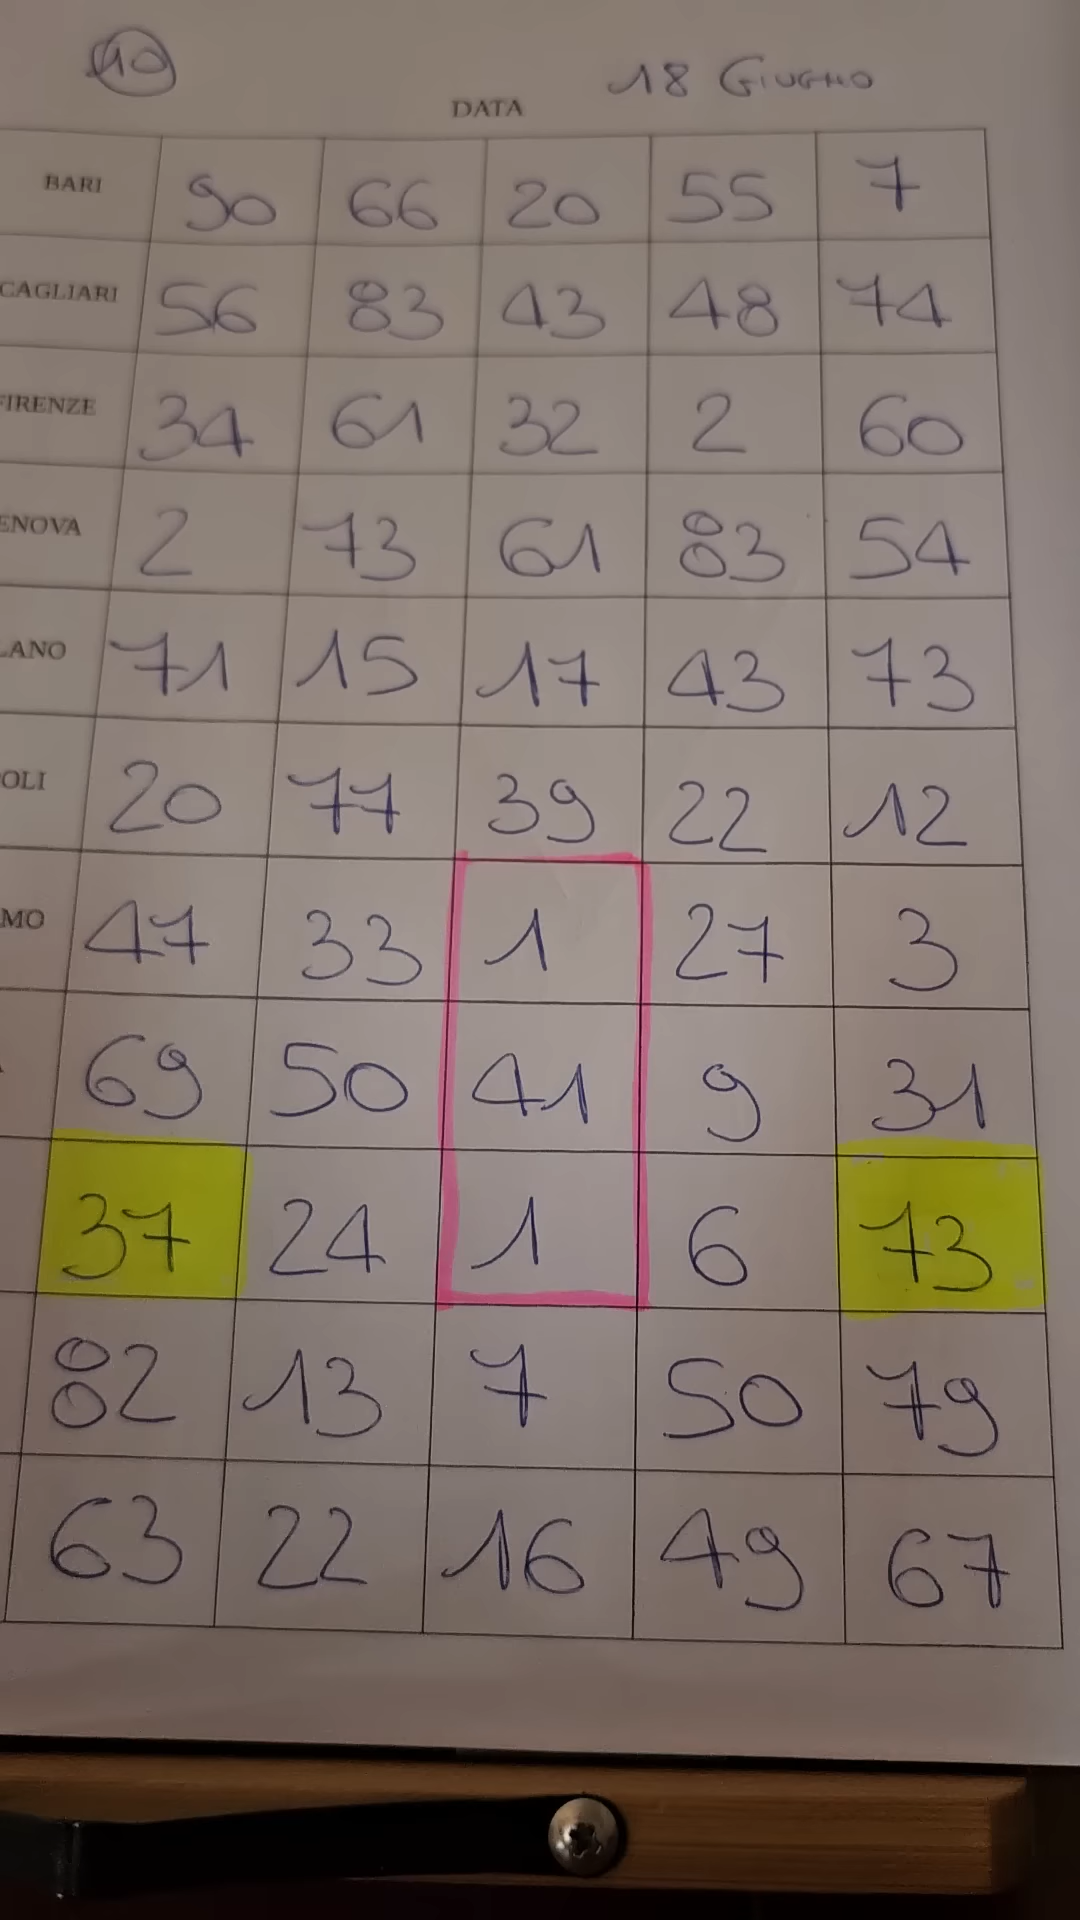 18 GIUGNO
DATA
BARI 90 66 20 55 7
CAGLIARI 56 83 43 48 74
FIRENZE 34 61 32 2 60
ENOVA 2 73 61 83 54
LANO 71 15 17 43 73
OLI 20 77 39 22 12
MO 47 33 1 27 3
69 50 41 9 31
37 24 1 6 73
82 13 7 50 79
63 22 16 49 67